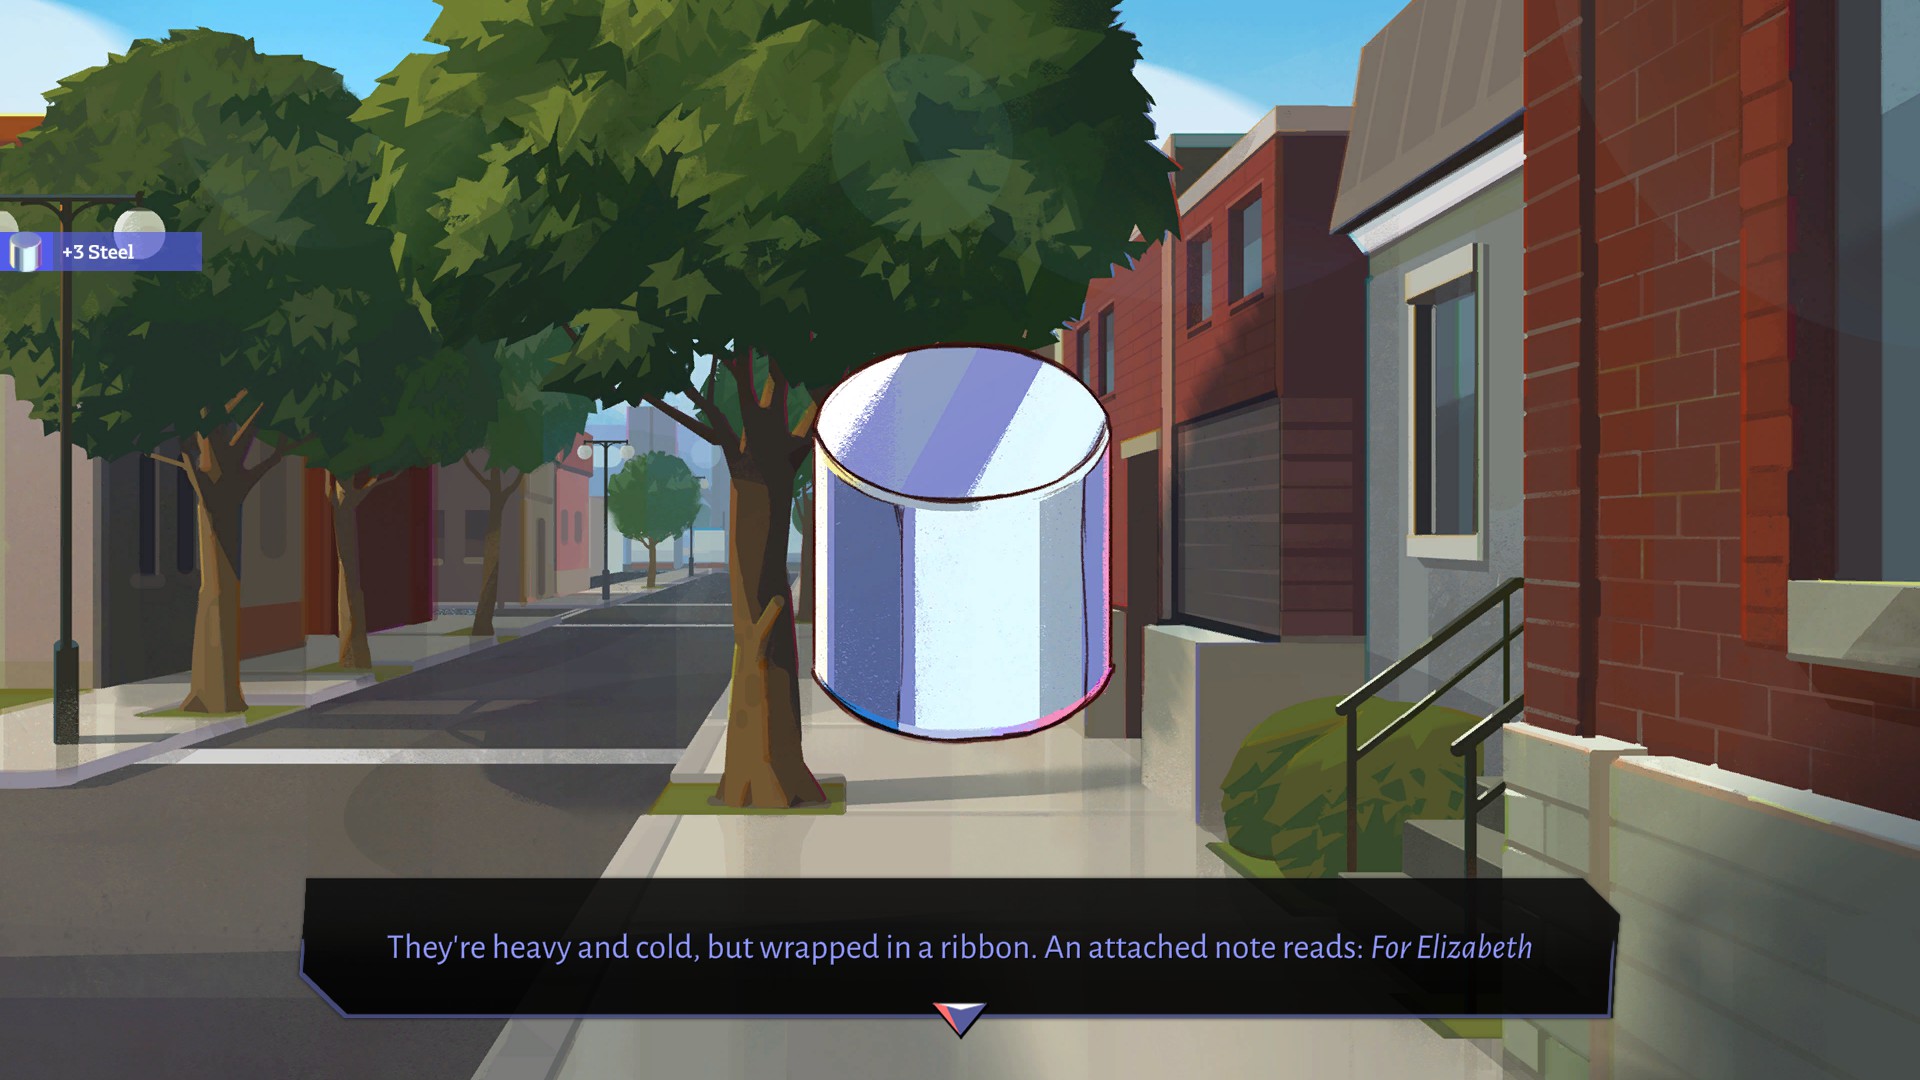 +3 Steel
They're heavy and cold, but wrapped in a ribbon. An attached note reads: For Elizabeth